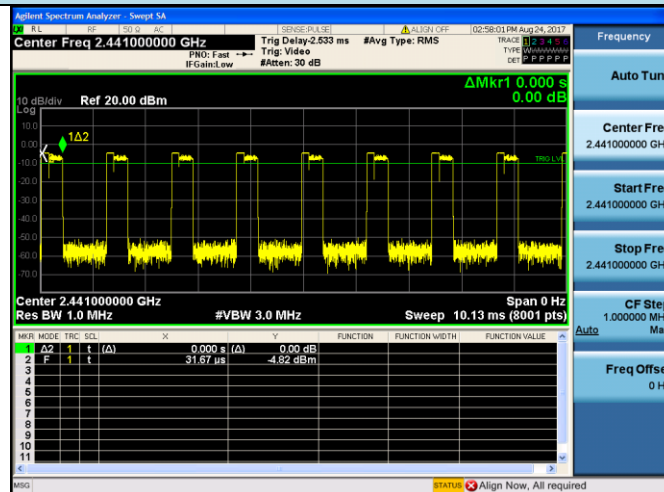 Agilent Spectrum Analyzer - Swept SA
RL RF 50 Ω AC SENSE:PULSE ALIGN OFF 02:58:01 PM Aug 24, 2017
Center Freq 2.441000000 GHz
PNO: Fast
IFGain:Low
Trig Delay-2.533 ms
Trig: Video
#Atten: 30 dB
#Avg Type: RMS
TRACE 1 2 3 4 5 6
TYPE W
DET P P P P P P
ΔMkr1 0.000 s
0.00 dB
10 dB/div Ref 20.00 dBm
Log
10.0
0.00
-10.0
-20.0
-30.0
-40.0
-50.0
-60.0
-70.0
1Δ2
TRIG LVL
Center 2.441000000 GHz Span 0 Hz
Res BW 1.0 MHz #VBW 3.0 MHz Sweep 10.13 ms (8001 pts)
MKR MODE TRC SCL X Y FUNCTION FUNCTION WIDTH FUNCTION VALUE
1 Δ2 1 t (Δ) 0.000 s (Δ) 0.00 dB
2 F 1 t 31.67 µs -4.82 dBm
3
4
5
6
7
8
9
10
11
MSG STATUS Align Now, All required
Frequency
Auto Tun
Center Fre
2.441000000 GH
Start Fre
2.441000000 GH
Stop Fre
2.441000000 GH
CF Ste
1.000000 MH
Auto Ma
Freq Offse
0 H